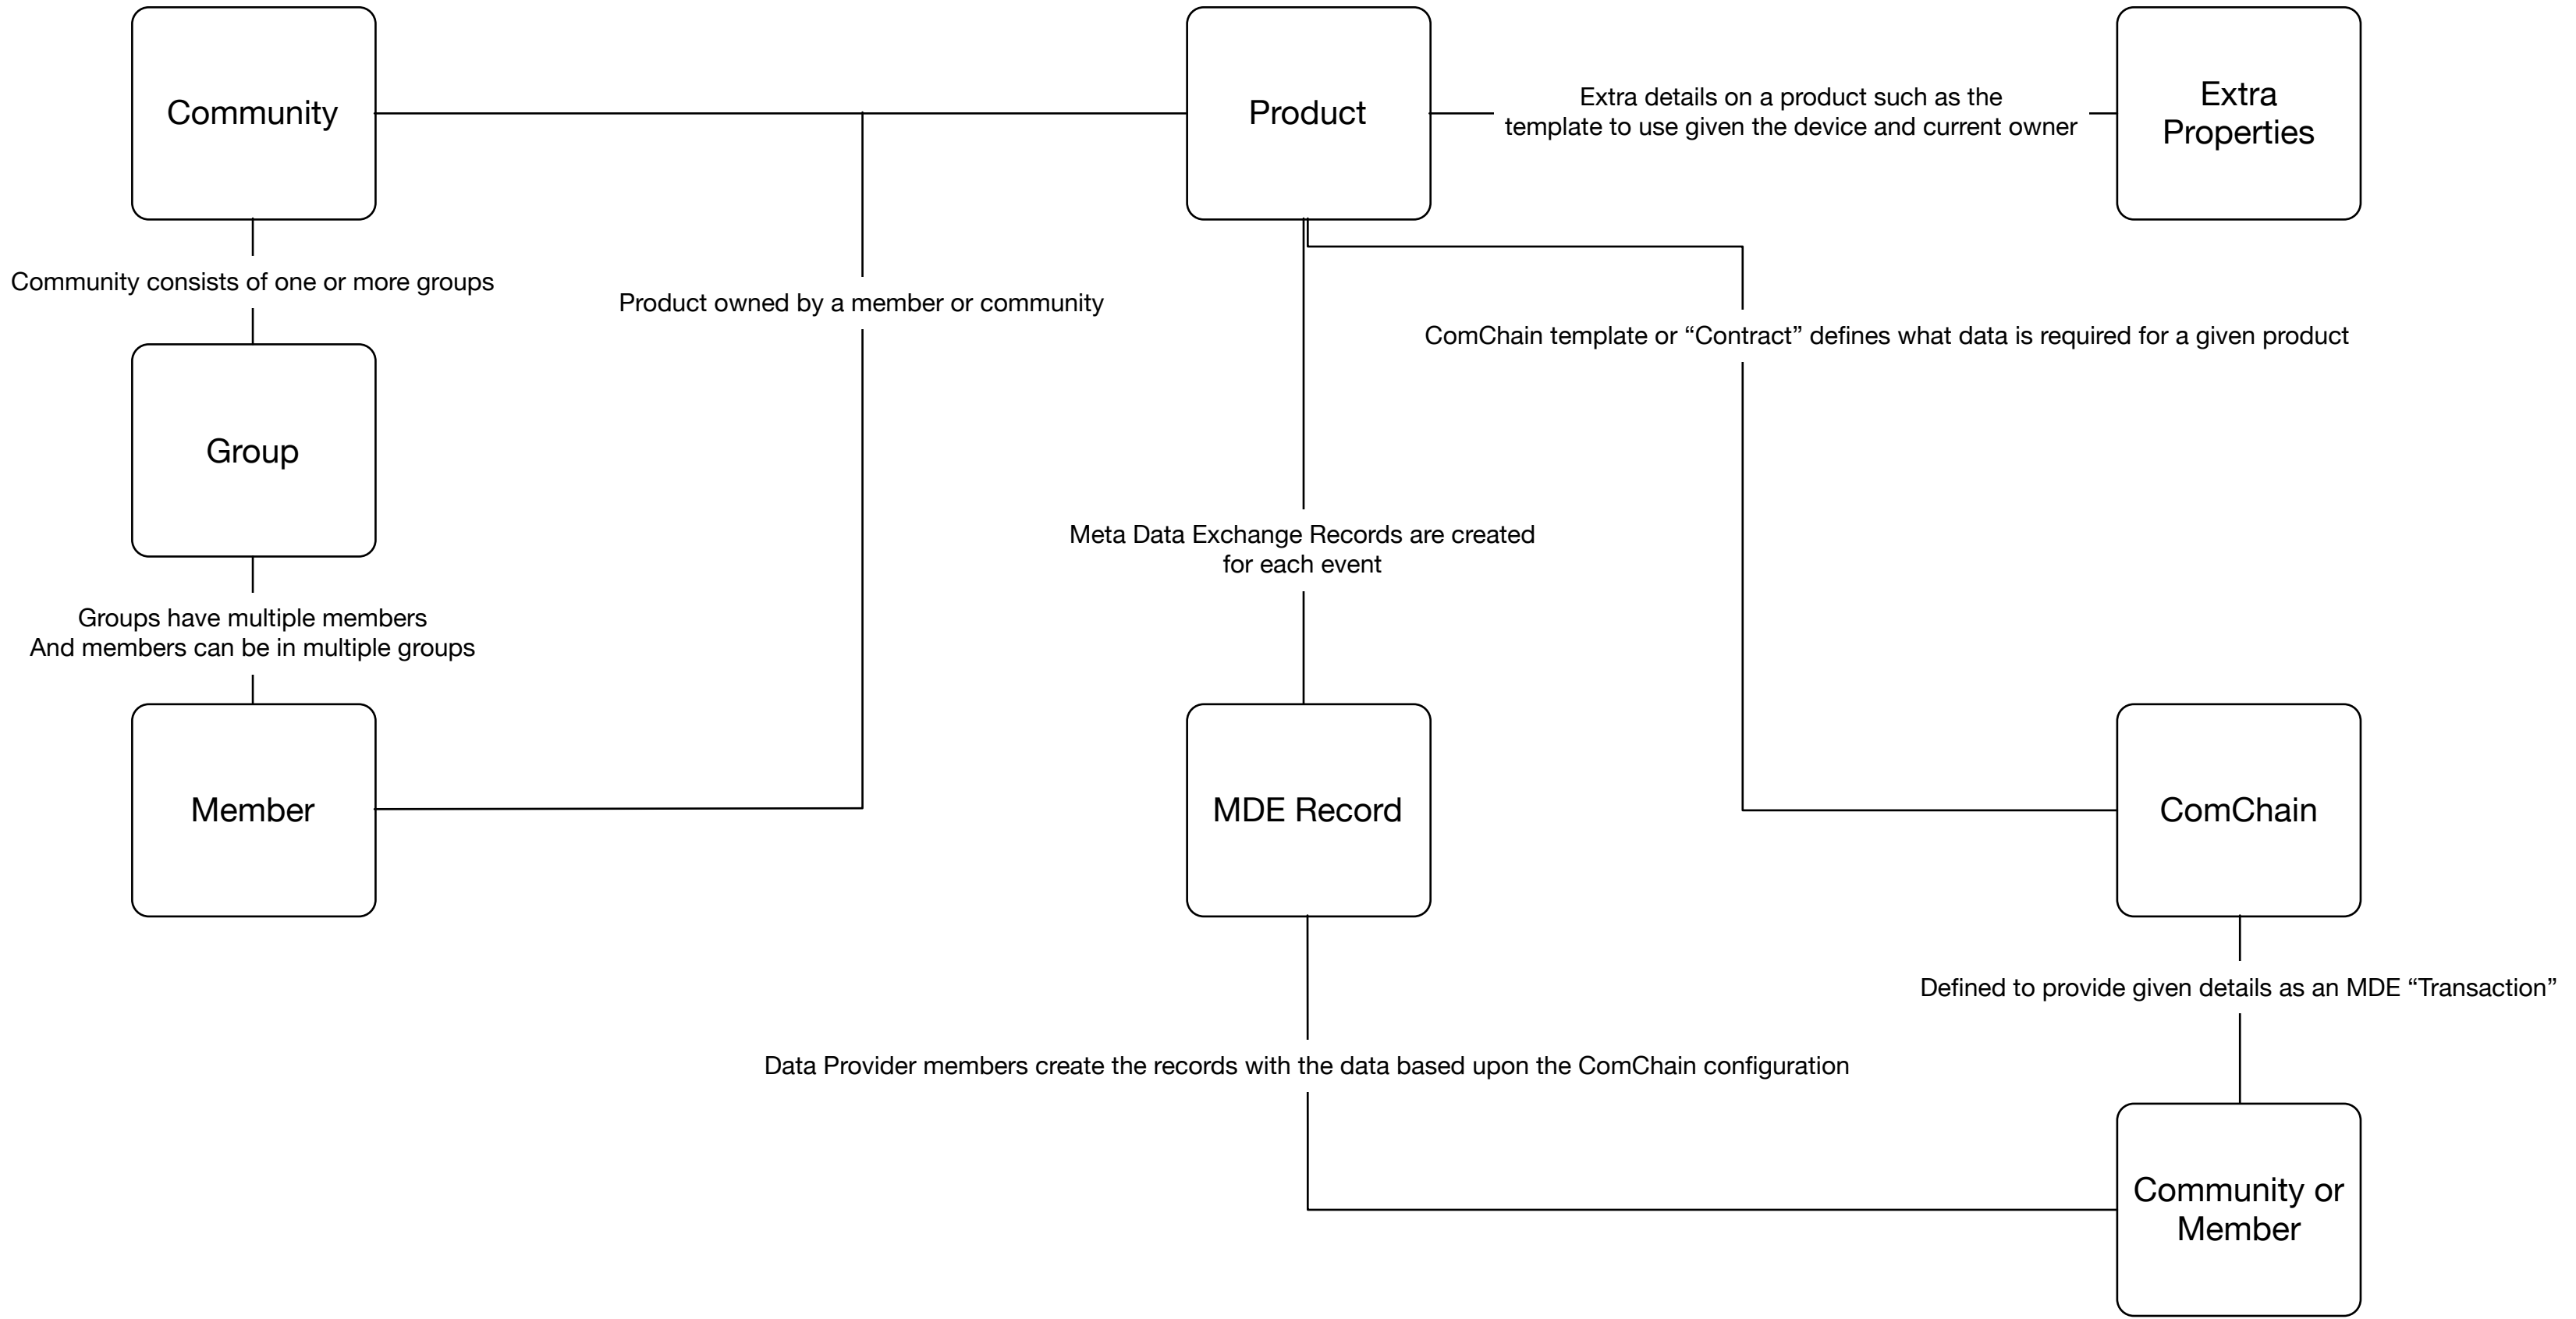 Community
Product
Extra details on a product such as the
template to use given the device and current owner
Extra
Properties
Community consists of one or more groups
Product owned by a member or community
ComChain template or “Contract” defines what data is required for a given product
Group
Meta Data Exchange Records are created
for each event
Groups have multiple members
And members can be in multiple groups
Member
MDE Record
ComChain
Defined to provide given details as an MDE “Transaction”
Data Provider members create the records with the data based upon the ComChain configuration
Community or
Member